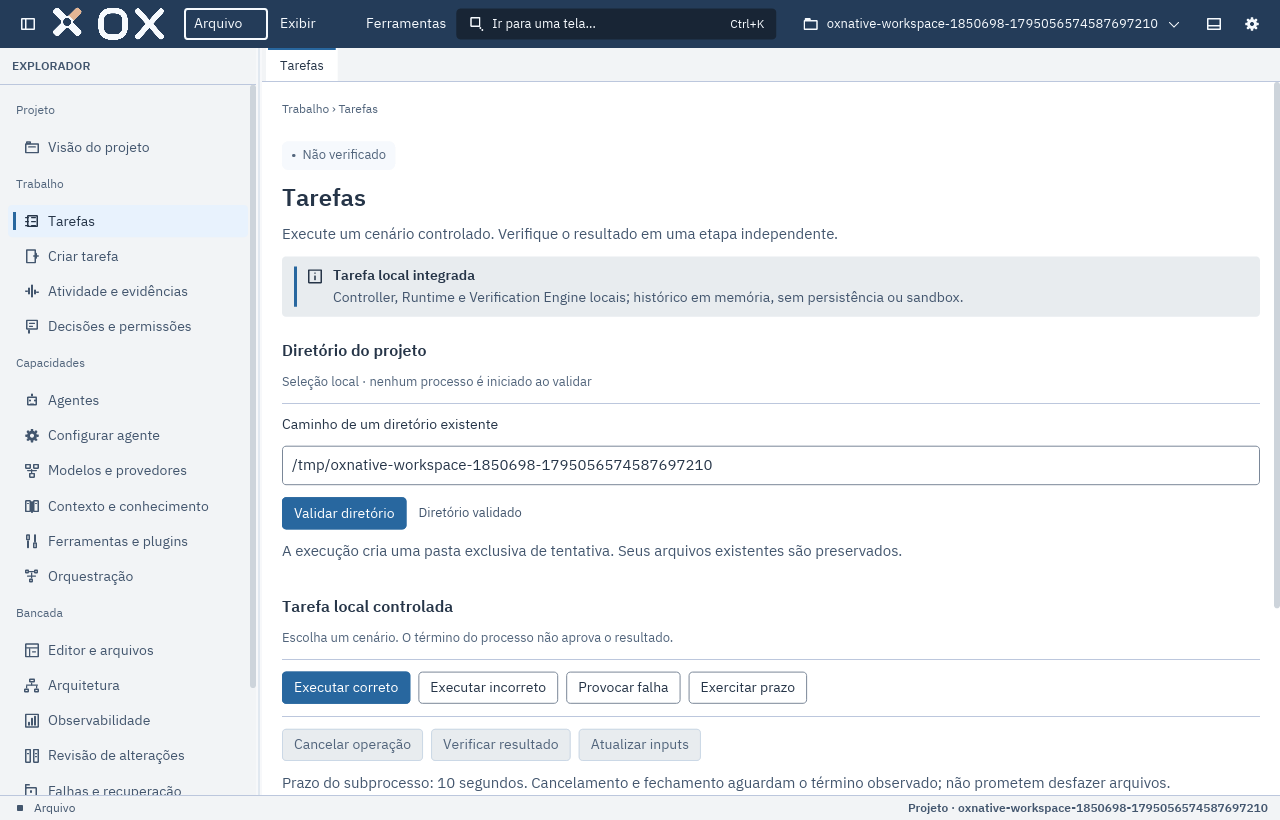 OX
Arquivo
Exibir
Ferramentas
Ir para uma tela...
Ctrl+K
oxnative-workspace-1850698-1795056574587697210
EXPLORADOR
Projeto
Visão do projeto
Trabalho
Tarefas
Criar tarefa
Atividade e evidências
Decisões e permissões
Capacidades
Agentes
Configurar agente
Modelos e provedores
Contexto e conhecimento
Ferramentas e plugins
Orquestração
Bancada
Editor e arquivos
Arquitetura
Observabilidade
Revisão de alterações
Falhas e recuperação
Tarefas
Trabalho › Tarefas
• Não verificado
Tarefas
Execute um cenário controlado. Verifique o resultado em uma etapa independente.
Tarefa local integrada
Controller, Runtime e Verification Engine locais; histórico em memória, sem persistência ou sandbox.
Diretório do projeto
Seleção local · nenhum processo é iniciado ao validar
Caminho de um diretório existente
/tmp/oxnative-workspace-1850698-1795056574587697210
Validar diretório
Diretório validado
A execução cria uma pasta exclusiva de tentativa. Seus arquivos existentes são preservados.
Tarefa local controlada
Escolha um cenário. O término do processo não aprova o resultado.
Executar correto
Executar incorreto
Provocar falha
Exercitar prazo
Cancelar operação
Verificar resultado
Atualizar inputs
Prazo do subprocesso: 10 segundos. Cancelamento e fechamento aguardam o término observado; não prometem desfazer arquivos.
Arquivo
Projeto · oxnative-workspace-1850698-1795056574587697210